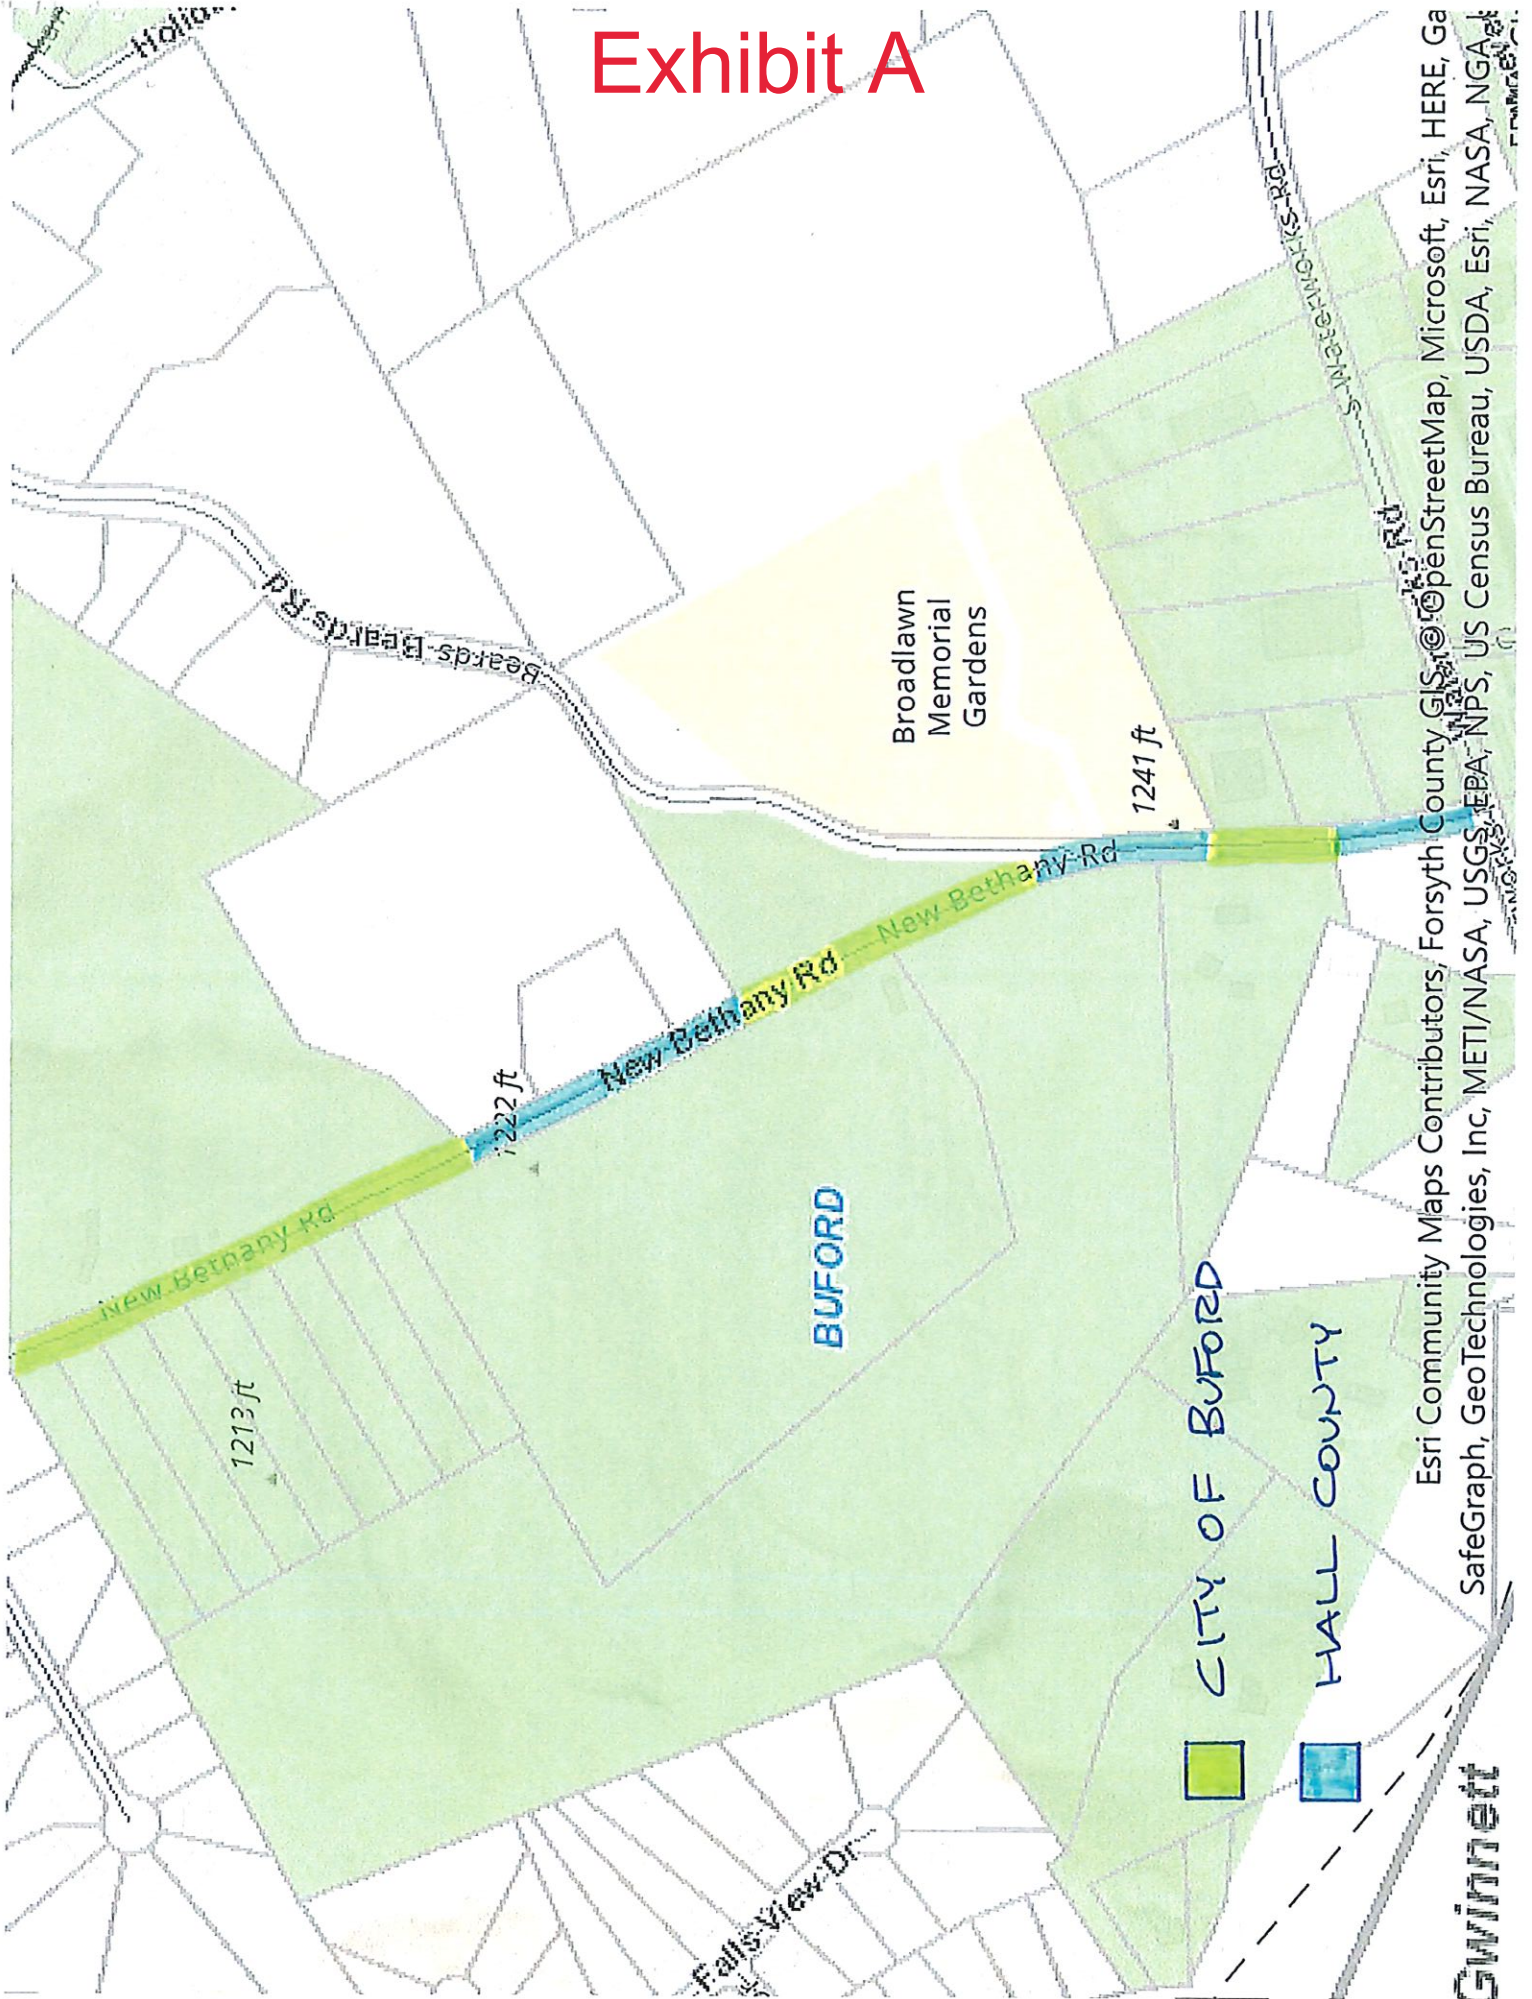 Exhibit A
Beards Rd
Beards
New Bethany Rd
1213 ft
New Bethany Rd
New Bethany Rd
New Bethany Rd
BUFORD
Broadlawn
Memorial
Gardens
1241 ft
S Waterworks Rd
Falls View Dr
CITY OF BUFORD
HALL COUNTY
Gwinnett
Esri Community Maps Contributors, Forsyth County GIS, © OpenStreetMap, Microsoft, Esri, HERE, Ga
SafeGraph, GeoTechnologies, Inc, METI/NASA, USGS, EPA, NPS, US Census Bureau, USDA, Esri, NASA, NGA,